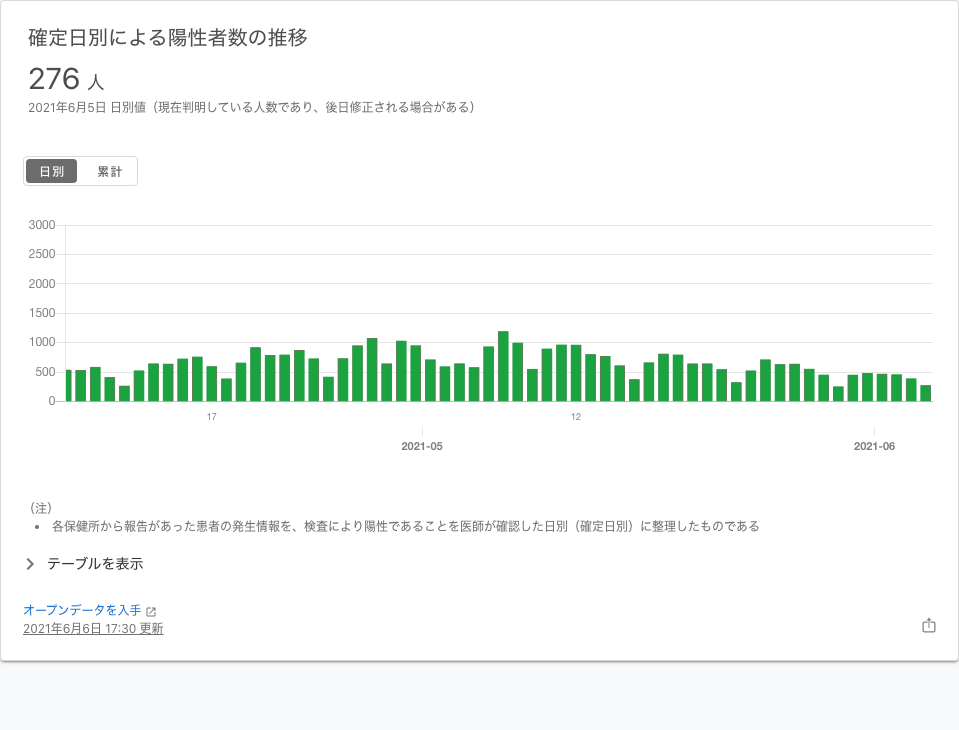 確定日別による陽性者数の推移
276 人
2021年6月5日 日別値（現在判明している人数であり、後日修正される場合がある）
日別 累計
3000
2500
2000
1500
1000
500
0
17 12
2021-05 2021-06
（注）
• 各保健所から報告があった患者の発生情報を、検査により陽性であることを医師が確認した日別（確定日別）に整理したものである
テーブルを表示
オープンデータを入手
2021年6月6日 17:30 更新